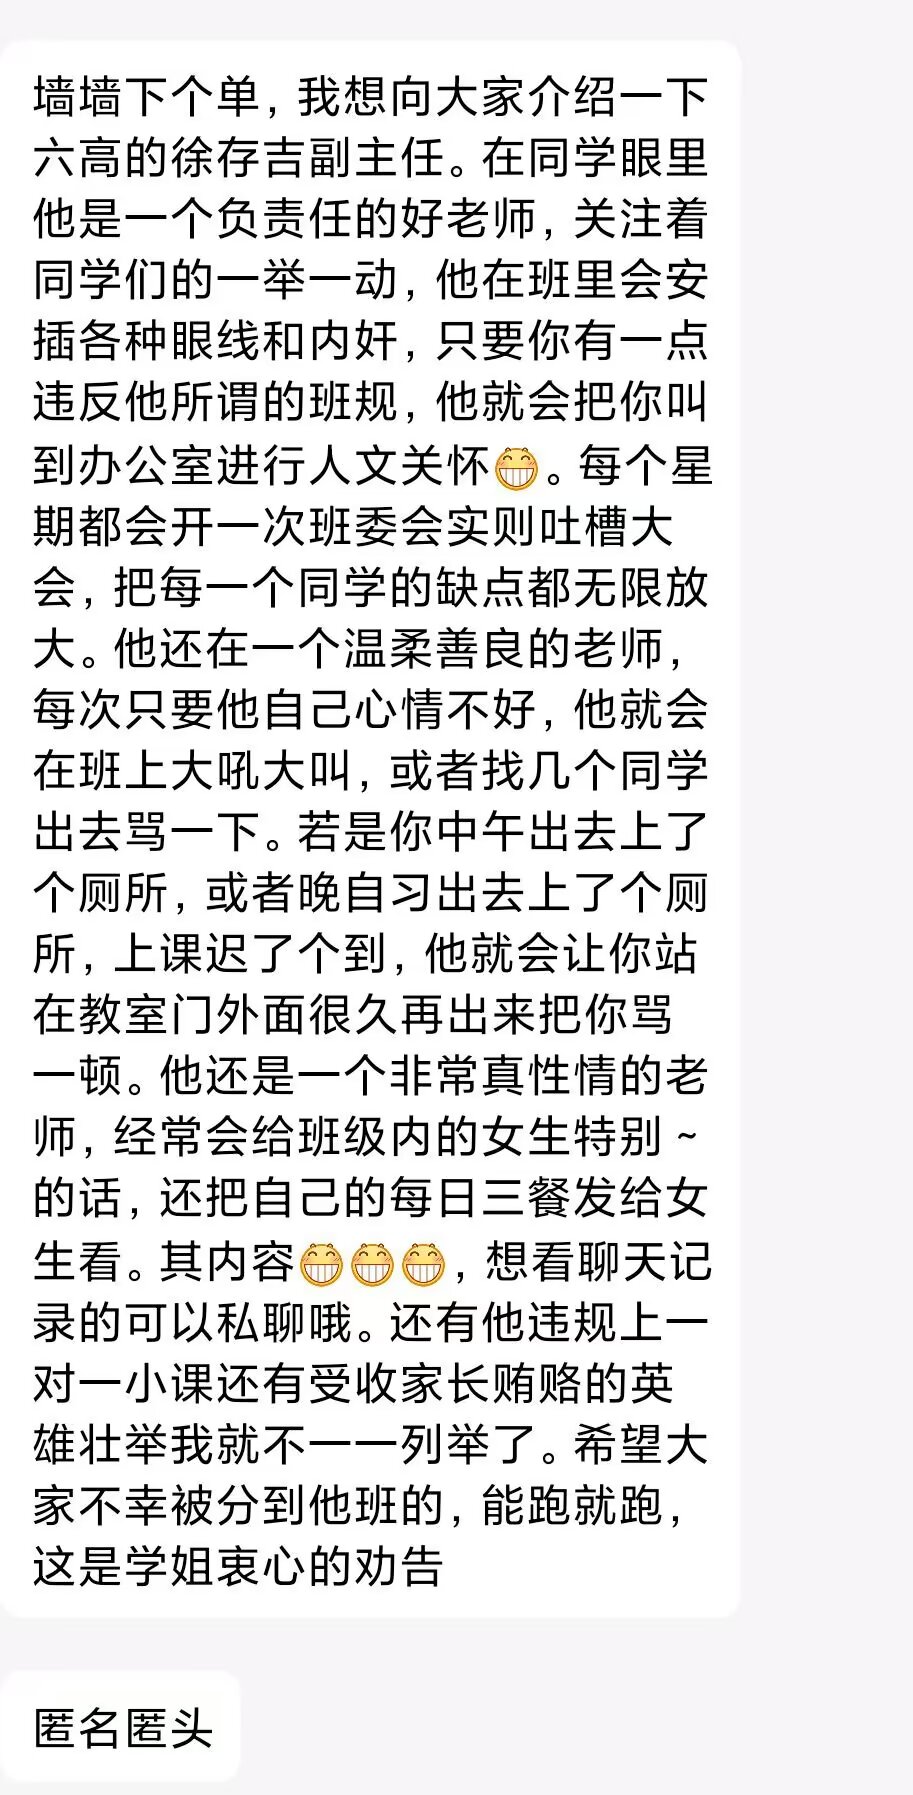 墙墙下个单，我想向大家介绍一下
六高的徐存吉副主任。在同学眼里
他是一个负责任的好老师，关注着
同学们的一举一动，他在班里会安
插各种眼线和内奸，只要你有一点
违反他所谓的班规，他就会把你叫
到办公室进行人文关怀😁。每个星
期都会开一次班委会实则吐槽大
会，把每一个同学的缺点都无限放
大。他还在一个温柔善良的老师，
每次只要他自己心情不好，他就会
在班上大吼大叫，或者找几个同学
出去骂一下。若是你中午出去上了
个厕所，或者晚自习出去上了个厕
所，上课迟了个到，他就会让你站
在教室门外面很久再出来把你骂
一顿。他还是一个非常真性情的老
师，经常会给班级内的女生特别～
的话，还把自己的每日三餐发给女
生看。其内容😁😁😁，想看聊天记
录的可以私聊哦。还有他违规上一
对一小课还有受收家长贿赂的英
雄壮举我就不一一列举了。希望大
家不幸被分到他班的，能跑就跑，
这是学姐衷心的劝告
匿名匿头